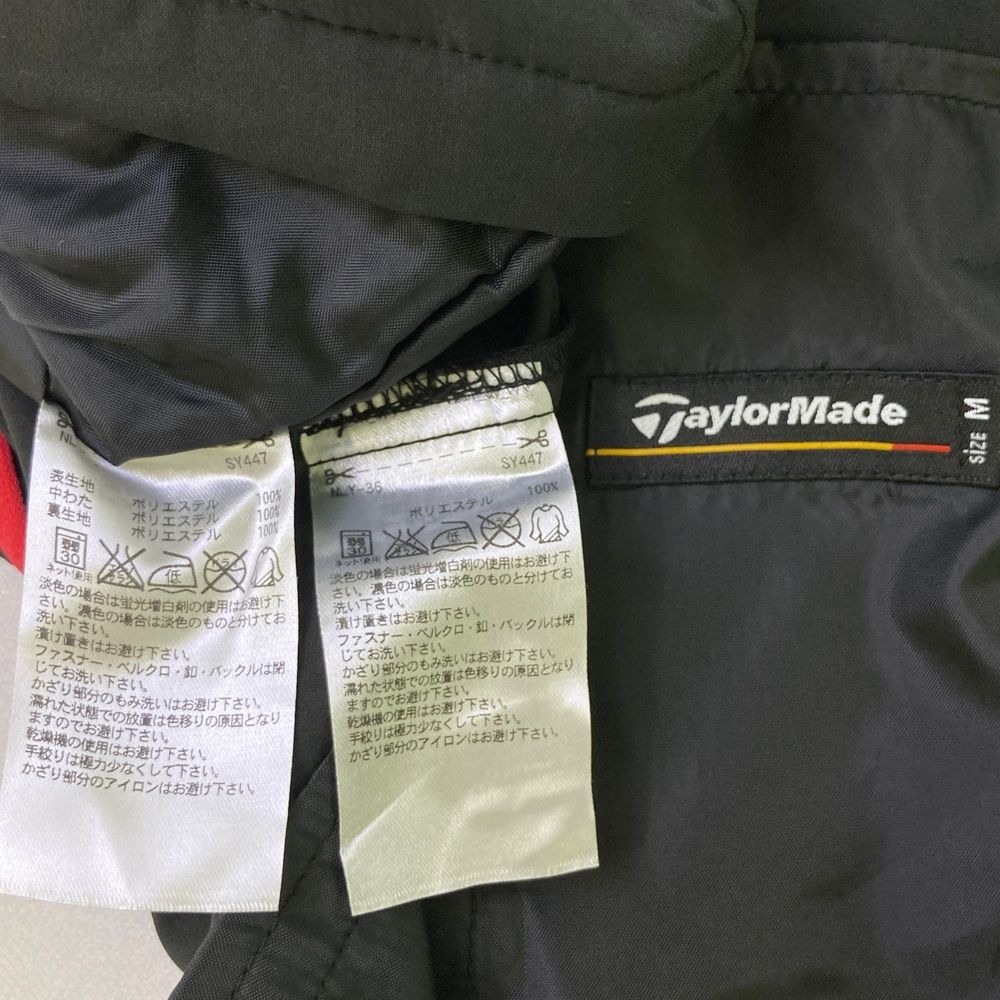 SY447
表生地 ポリエステル 100%
中わた ポリエステル 100%
裏生地 ポリエステル 100%
30
エンソ
低
ドライ
ネット使用
淡色の場合は蛍光増白剤の使用はお避け下
さい。濃色の場合は淡色のものと分けてお
洗い下さい。
漬け置きはお避け下さい。
ファスナー・ベルクロ・釦・バックルは閉
じてお洗い下さい。
かざり部分のもみ洗いはお避け下さい。
濡れた状態での放置は色移りの原因となり
ますのでお避け下さい。
乾燥機の使用はお避け下さい。
手絞りは極力少なくして下さい。
かざり部分のアイロンはお避け下さい。
SY447
NLY-36
ポリエステル 100%
30
低
ネット使用
淡色の場合は蛍光増白剤の使用はお避け下
さい。濃色の場合は淡色のものと分けてお
洗い下さい。
漬け置きはお避け下さい。
ファスナー・ベルクロ・釦・バックルは閉
じてお洗い下さい。
かざり部分のもみ洗いはお避け下さい。
濡れた状態での放置は色移りの原因となり
ますのでお避け下さい。
乾燥機の使用はお避け下さい。
手絞りは極力少なくして下さい。
かざり部分のアイロンはお避け下さい。
TaylorMade
SIZE M